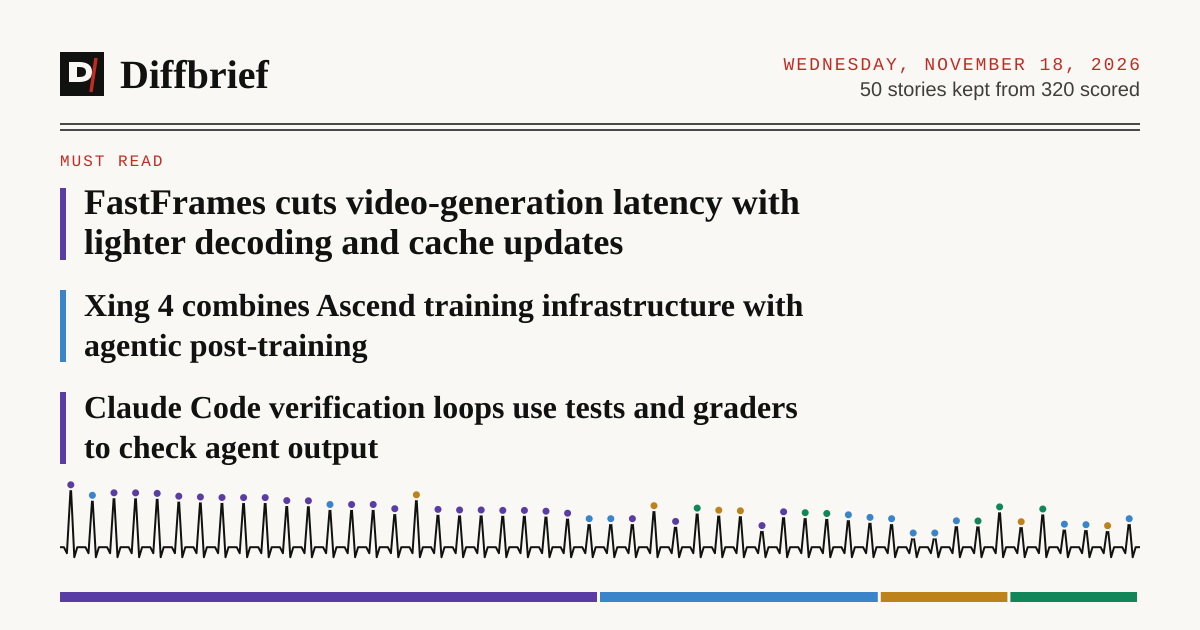 D/
Diffbrief
WEDNESDAY, NOVEMBER 18, 2026
50 stories kept from 320 scored
MUST READ
FastFrames cuts video-generation latency with
lighter decoding and cache updates
Xing 4 combines Ascend training infrastructure with
agentic post-training
Claude Code verification loops use tests and graders
to check agent output